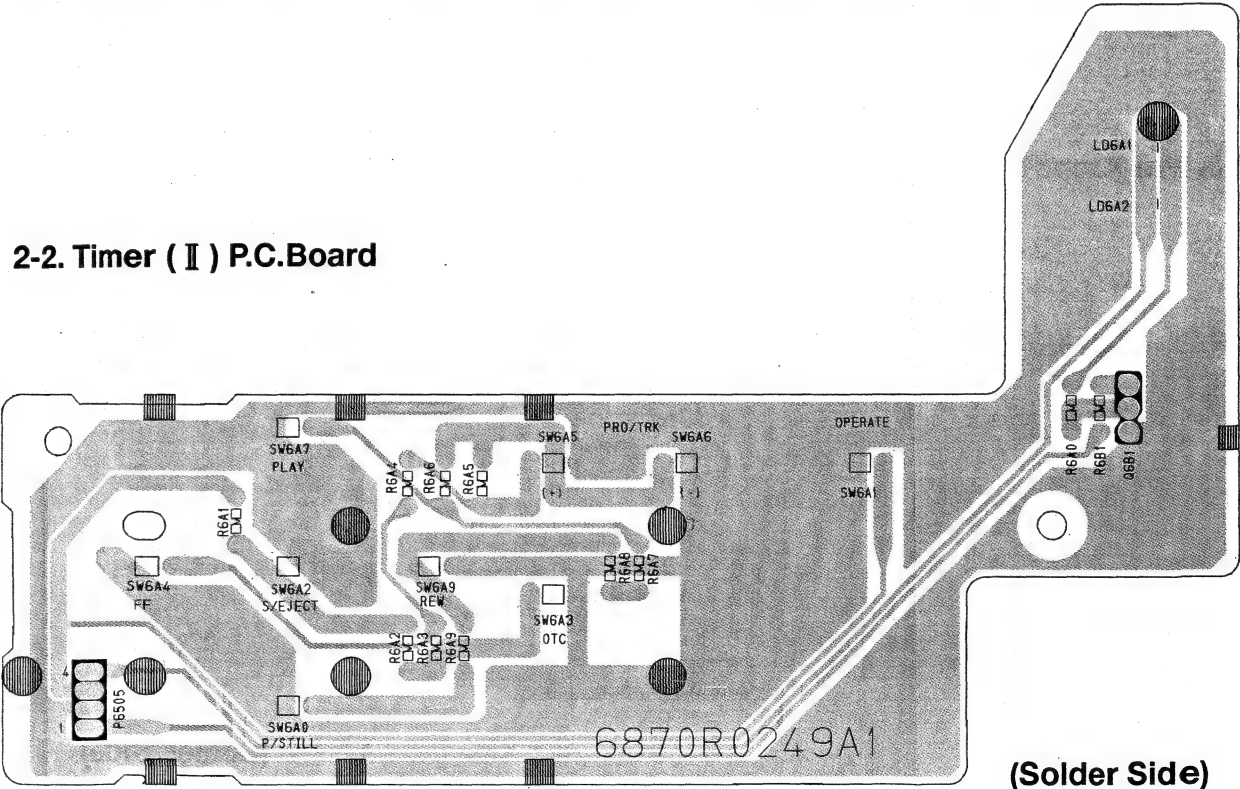 LD6A1
LD6A2
2-2. Timer ( Ⅱ ) P.C.Board
SW6A7
PLAY
R6A4
R6A6
R6A5
SW6A5
(+)
PRO/TRK
SW6A6
(-)
OPERATE
SW6A1
R6A0
R6B1
Q6B1
R6A1
SW6A4
FF
SW6A2
S/EJECT
SW6A9
REW
R6A8
R6A7
SW6A3
OTC
R6A2
R6A3
R6A9
4
1
P6505
SW6A0
P/STILL
6870R0249A1
(Solder Side)